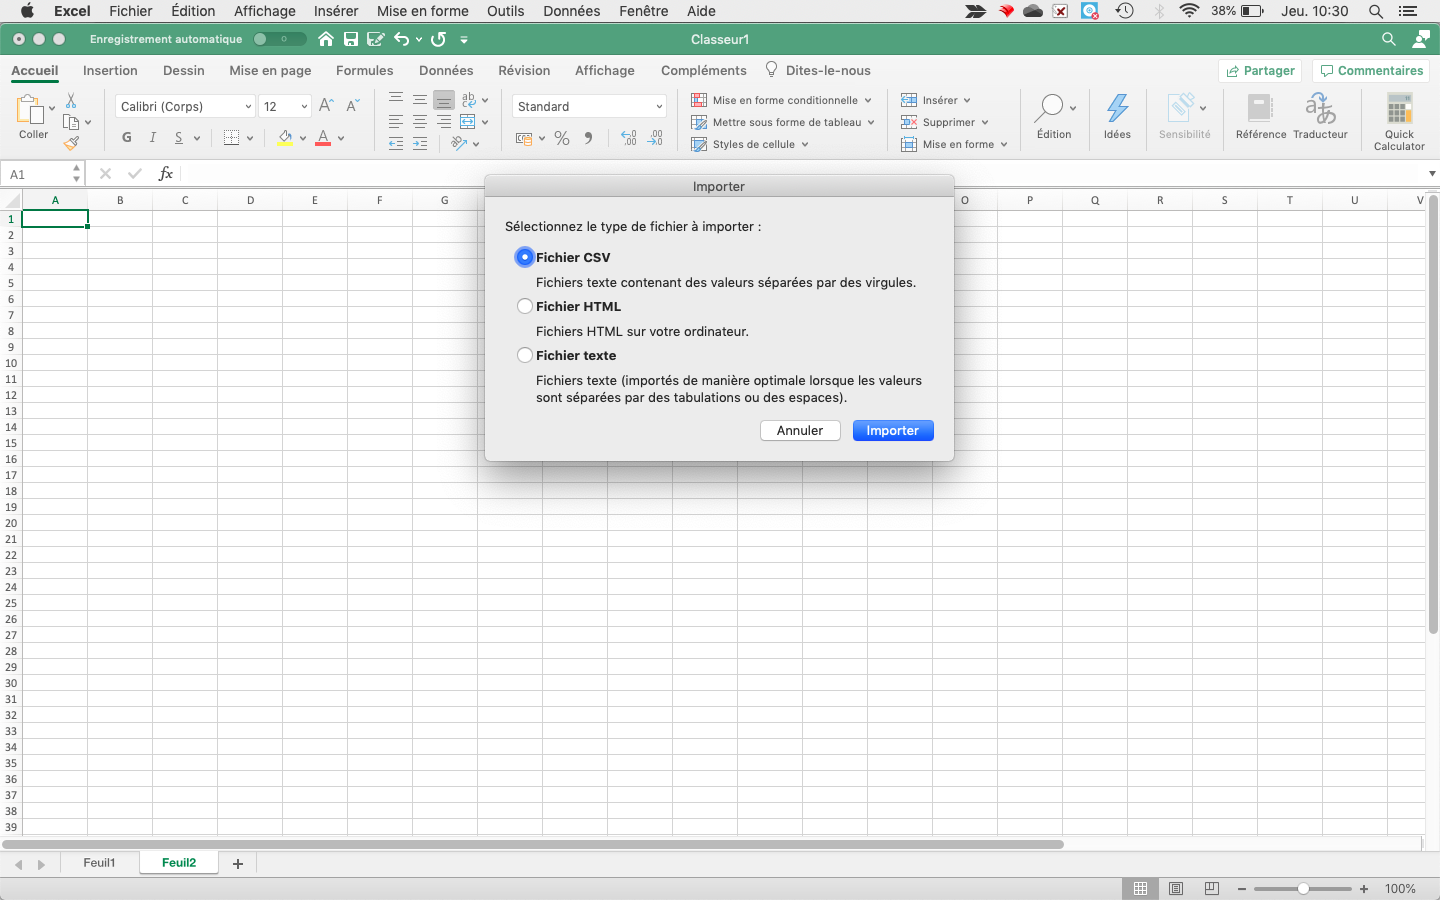 Excel Fichier Édition Affichage Insérer Mise en forme Outils Données Fenêtre Aide 38% Jeu. 10:30
Enregistrement automatique Classeur1
Accueil Insertion Dessin Mise en page Formules Données Révision Affichage Compléments Dites-le-nous Partager Commentaires
Calibri (Corps) 12 Standard Mise en forme conditionnelle Insérer
Mettre sous forme de tableau Supprimer
Coller G I S Styles de cellule Mise en forme Édition Idées Sensibilité Référence Traducteur Quick
Calculator
A1 fx
Importer
A B C D E F G O P Q R S T U V
Sélectionnez le type de fichier à importer :
Fichier CSV
Fichiers texte contenant des valeurs séparées par des virgules.
Fichier HTML
Fichiers HTML sur votre ordinateur.
Fichier texte
Fichiers texte (importés de manière optimale lorsque les valeurs
sont séparées par des tabulations ou des espaces).
Annuler Importer
1
2
3
4
5
6
7
8
9
10
11
12
13
14
15
16
17
18
19
20
21
22
23
24
25
26
27
28
29
30
31
32
33
34
35
36
37
38
39
Feuil1 Feuil2 +
100%